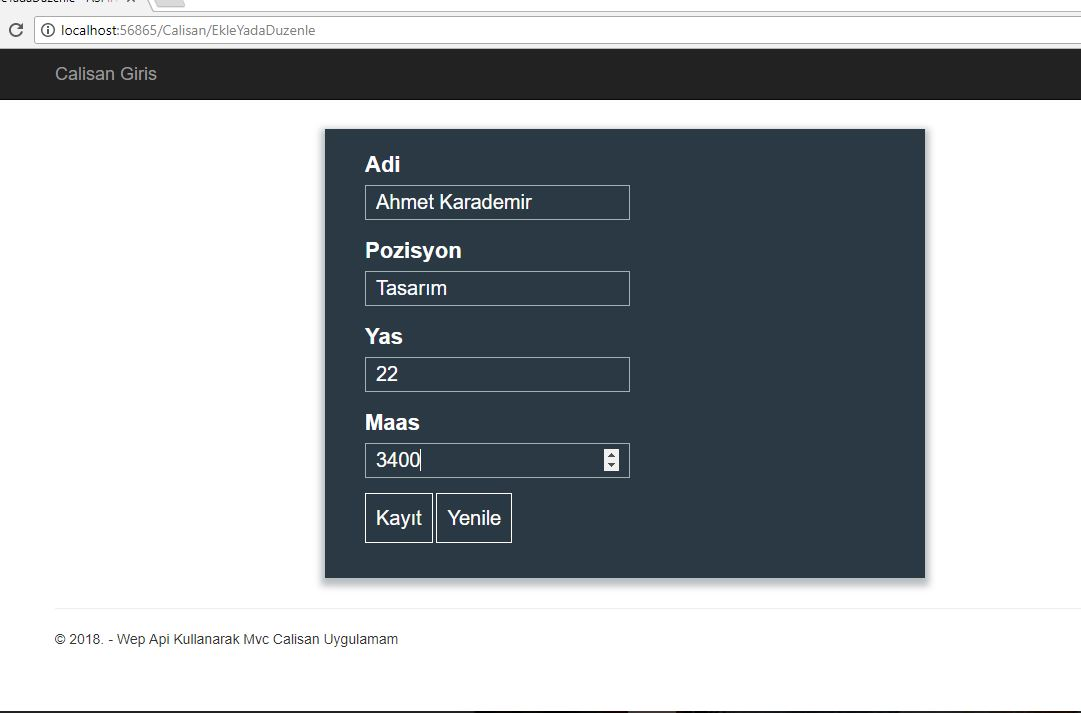 localhost:56865/Calisan/EkleYadaDuzenle
Calisan Giris
Adi
Ahmet Karademir
Pozisyon
Tasarım
Yas
22
Maas
3400
Kayıt Yenile
© 2018. - Wep Api Kullanarak Mvc Calisan Uygulamam